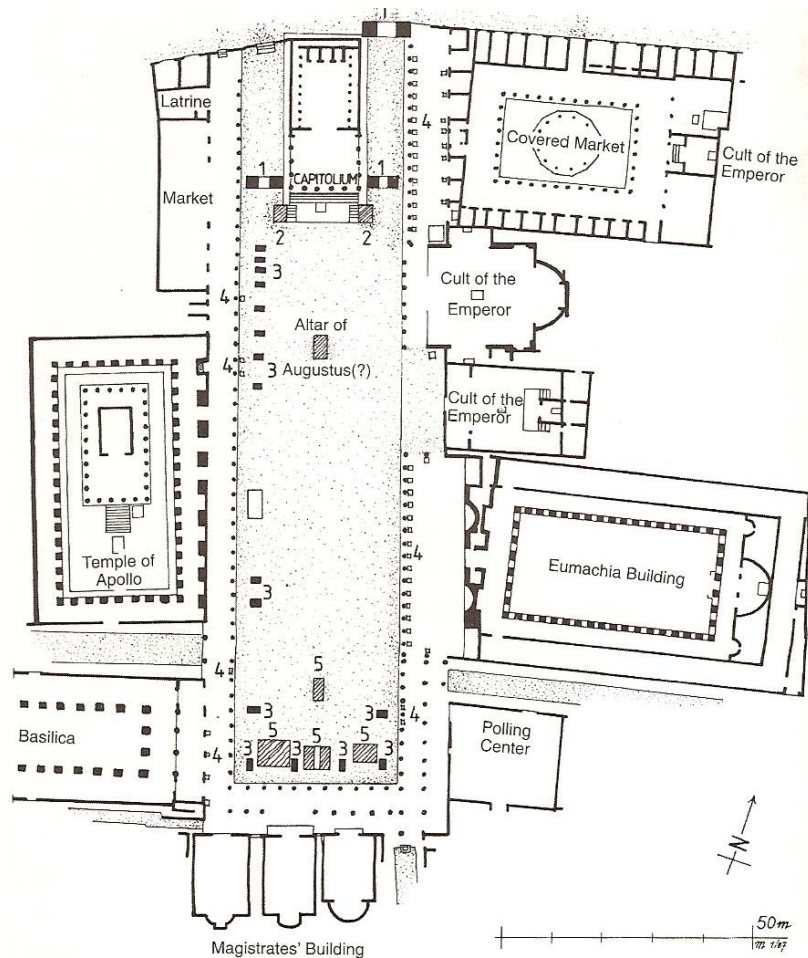 1
Latrine
4
Covered Market
Cult of the
Emperor
1
CAPITOLIUM
1
Market
2
2
3
Cult of the
Emperor
4
Altar of
Augustus(?)
4
3
Cult of the
Emperor
4
Temple of
Apollo
Eumachia Building
3
4
5
3
3
4
Basilica
4
3
5
3
5
3
5
3
Polling
Center
N
Magistrates' Building
50m